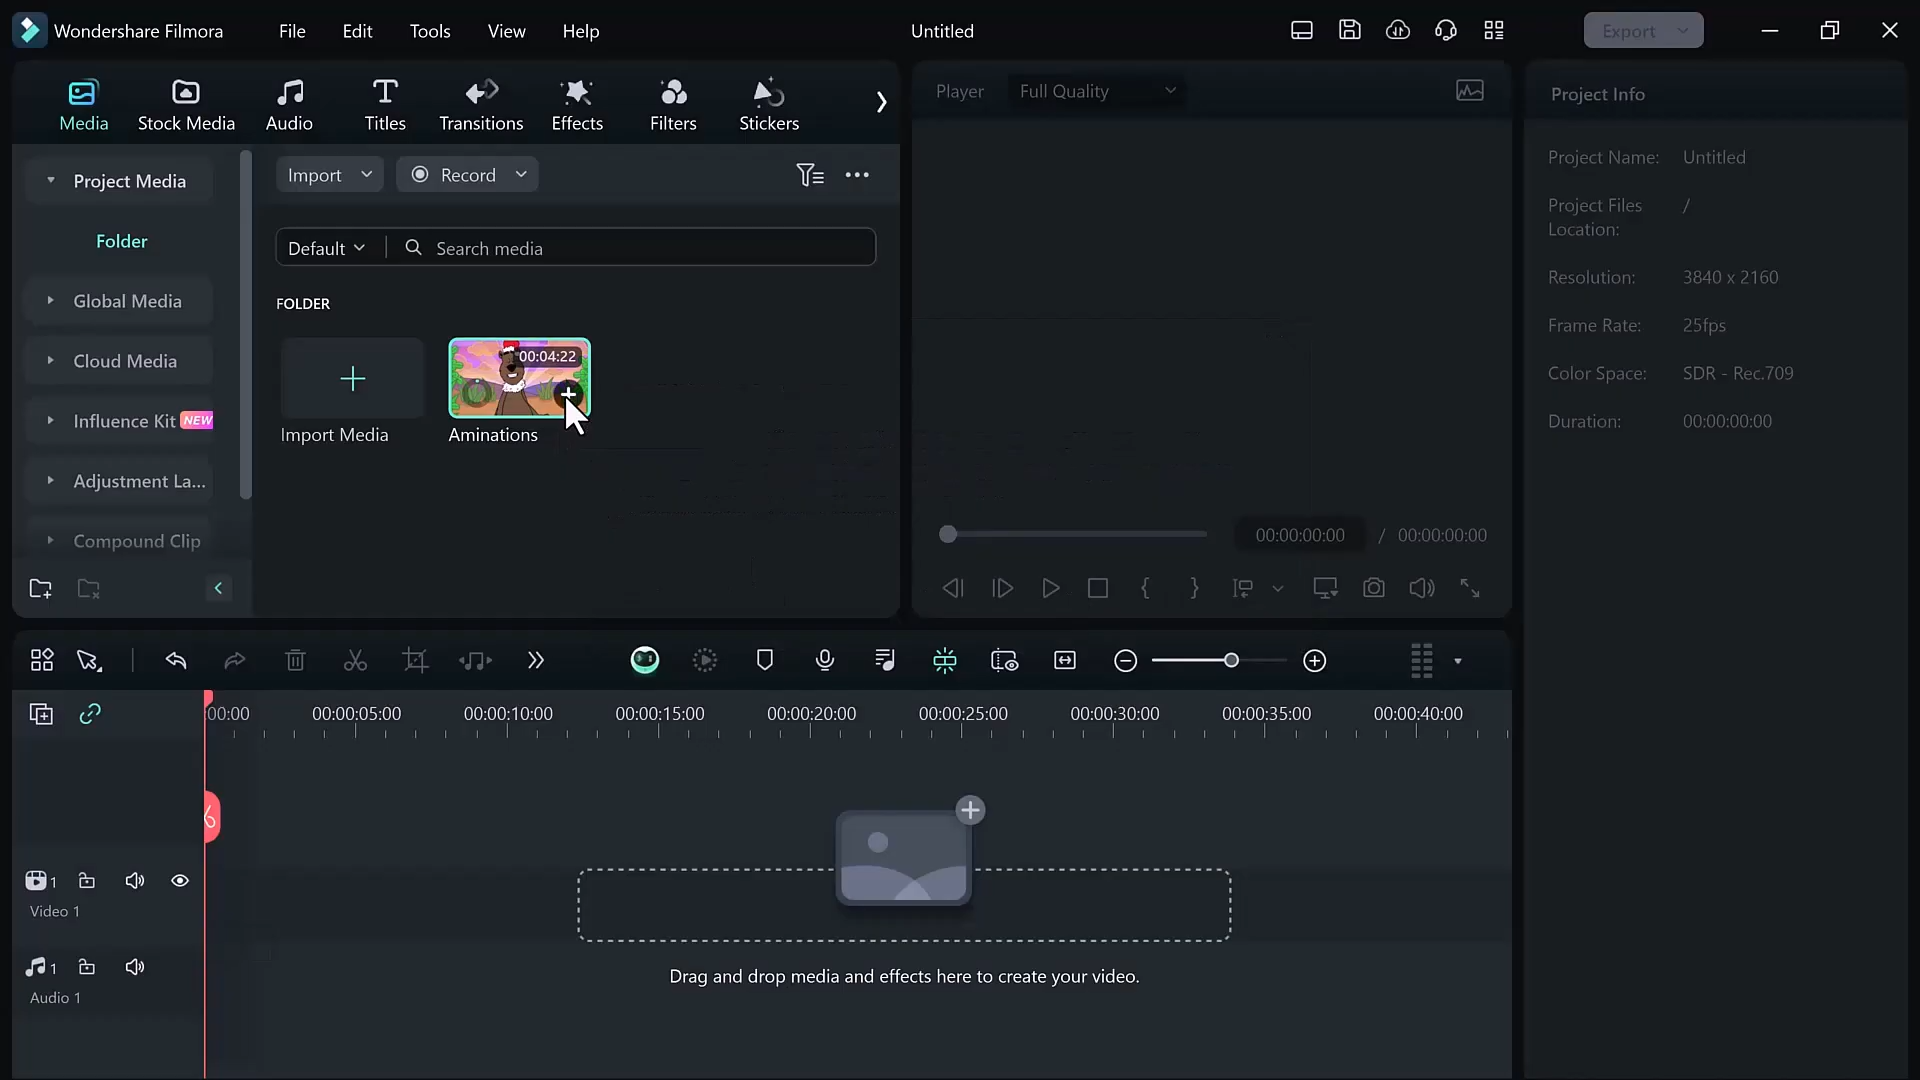 Wondershare Filmora
File
Edit
Tools
View
Help
Untitled
Export
Media
Stock Media
Audio
Titles
Transitions
Effects
Filters
Stickers
Player
Full Quality
Project Info
Project Media
Folder
Global Media
Cloud Media
Influence Kit NEW
Adjustment La...
Compound Clip
Import
Record
Default
Search media
FOLDER
00:04:22
Import Media
Aminations
00:00:00:00 / 00:00:00:00
Project Name: Untitled
Project Files Location: /
Resolution: 3840 x 2160
Frame Rate: 25fps
Color Space: SDR - Rec.709
Duration: 00:00:00:00
:00:00
00:00:05:00
00:00:10:00
00:00:15:00
00:00:20:00
00:00:25:00
00:00:30:00
00:00:35:00
00:00:40:00
1
Video 1
1
Audio 1
Drag and drop media and effects here to create your video.